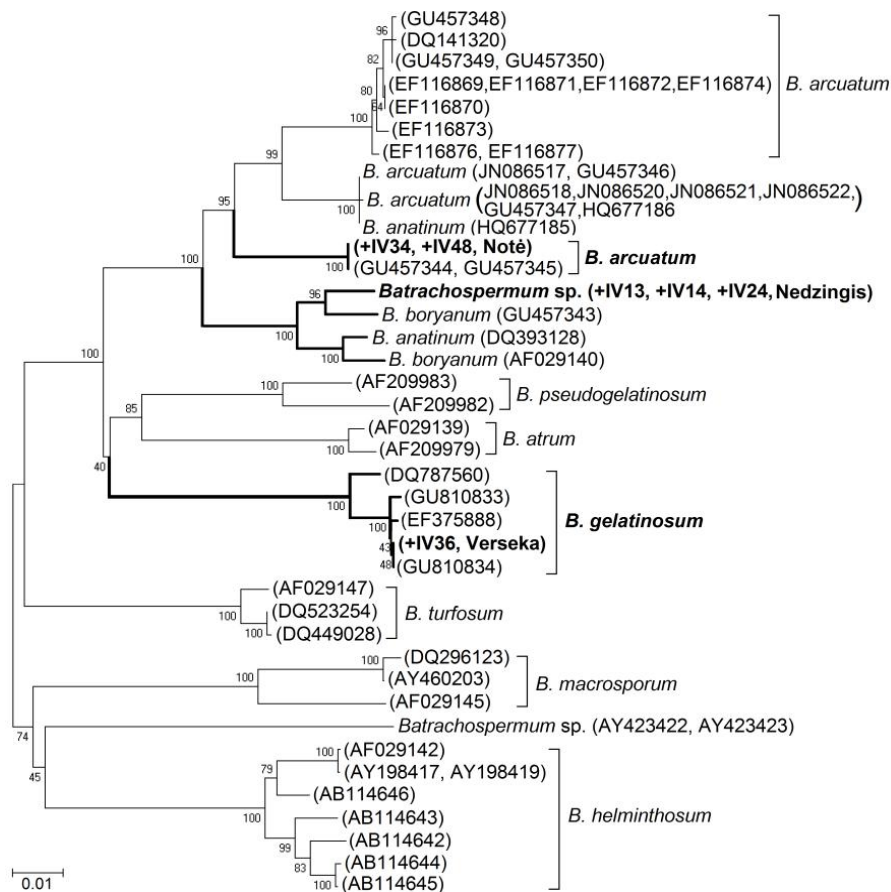 (GU457348)
96
(DQ141320)
82
(GU457349, GU457350)
80
(EF116869,EF116871,EF116872,EF116874)
B. arcuatum
64
(EF116870)
100
(EF116873)
99
(EF116876, EF116877)
B. arcuatum (JN086517, GU457346)
B. arcuatum (JN086518,JN086520,JN086521,JN086522,
GU457347,HQ677186)
95
100
B. anatinum (HQ677185)
(+IV34, +IV48, Notė)
B. arcuatum
100
(GU457344, GU457345)
100
Batrachospermum sp. (+IV13, +IV14, +IV24, Nedzingis)
96
B. boryanum (GU457343)
B. anatinum (DQ393128)
100
100
B. boryanum (AF029140)
100
(AF209983)
100
B. pseudogelatinosum
(AF209982)
85
(AF029139)
B. atrum
100
(AF209979)
40
(DQ787560)
100
(GU810833)
(EF375888)
100
B. gelatinosum
(+IV36, Verseka)
43
48
(GU810834)
(AF029147)
(DQ523254)
B. turfosum
100
100
(DQ449028)
(DQ296123)
100
100
(AY460203)
B. macrosporum
(AF029145)
Batrachospermum sp. (AY423422, AY423423)
74
(AF029142)
100
79
(AY198417, AY198419)
45
(AB114646)
100
(AB114643)
B. helminthosum
99
(AB114642)
83
(AB114644)
100
(AB114645)
0.01